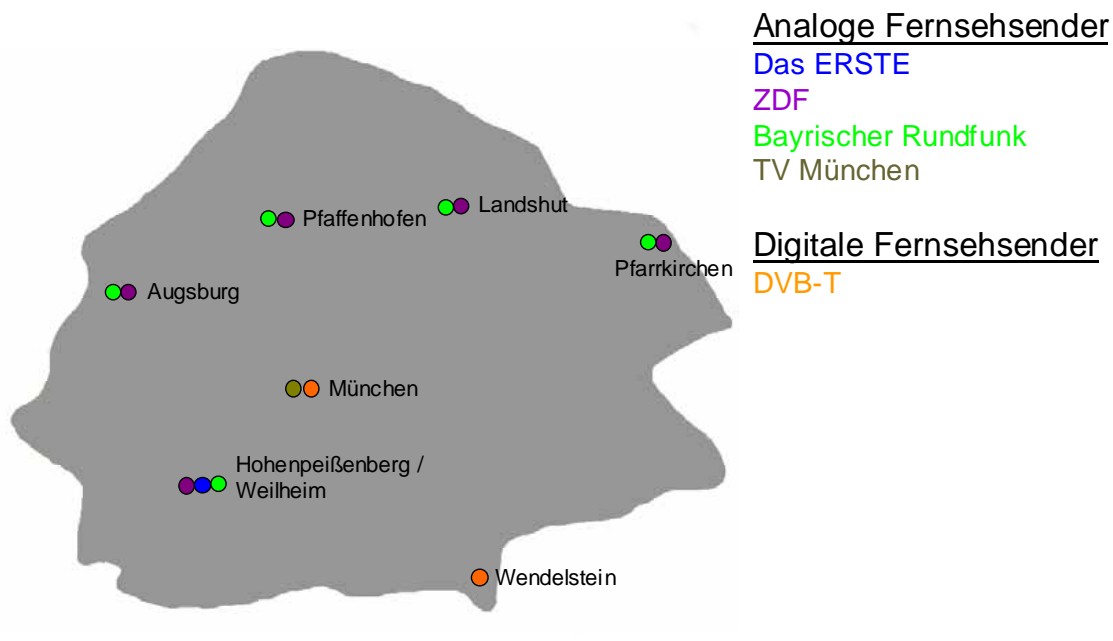 Analoge Fernsehsender
Das ERSTE
ZDF
Bayrischer Rundfunk
TV München
Digitale Fernsehsender
DVB-T
Landshut
Pfaffenhofen
Pfarrkirchen
Augsburg
München
Hohenpeißenberg /
Weilheim
Wendelstein